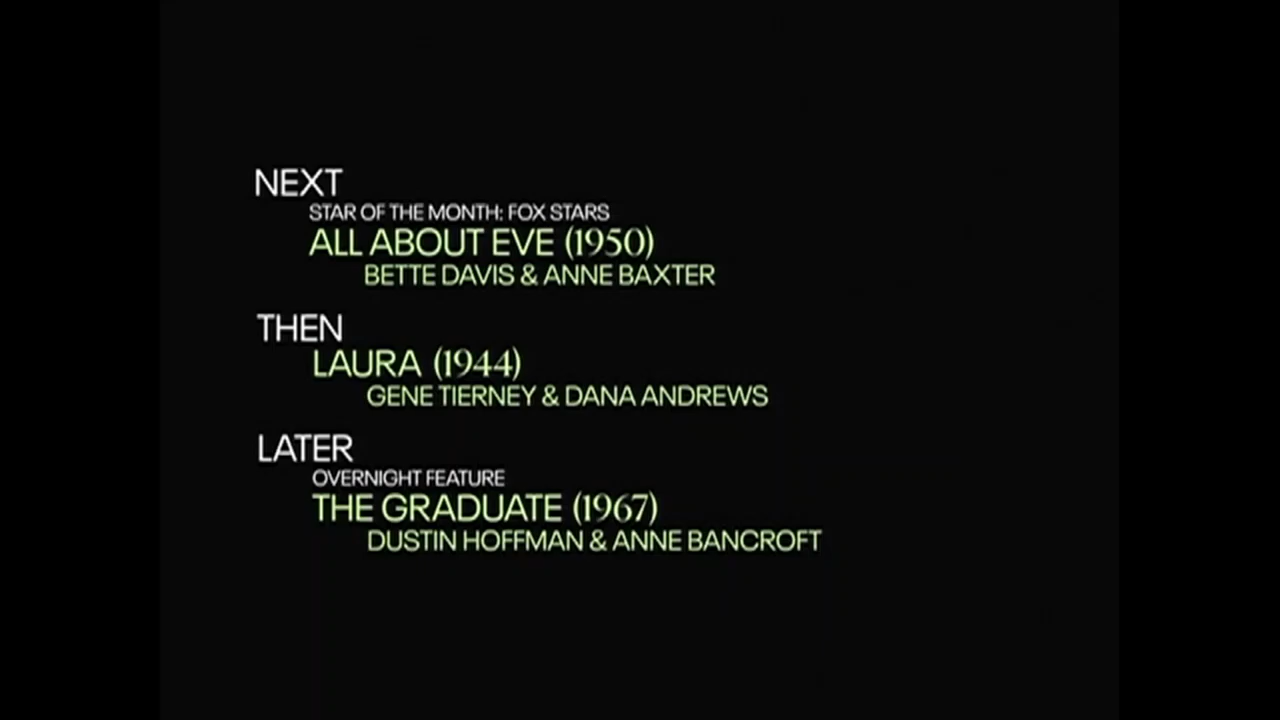 NEXT
STAR OF THE MONTH: FOX STARS
ALL ABOUT EVE (1950)
BETTE DAVIS & ANNE BAXTER
THEN
LAURA (1944)
GENE TIERNEY & DANA ANDREWS
LATER
OVERNIGHT FEATURE
THE GRADUATE (1967)
DUSTIN HOFFMAN & ANNE BANCROFT